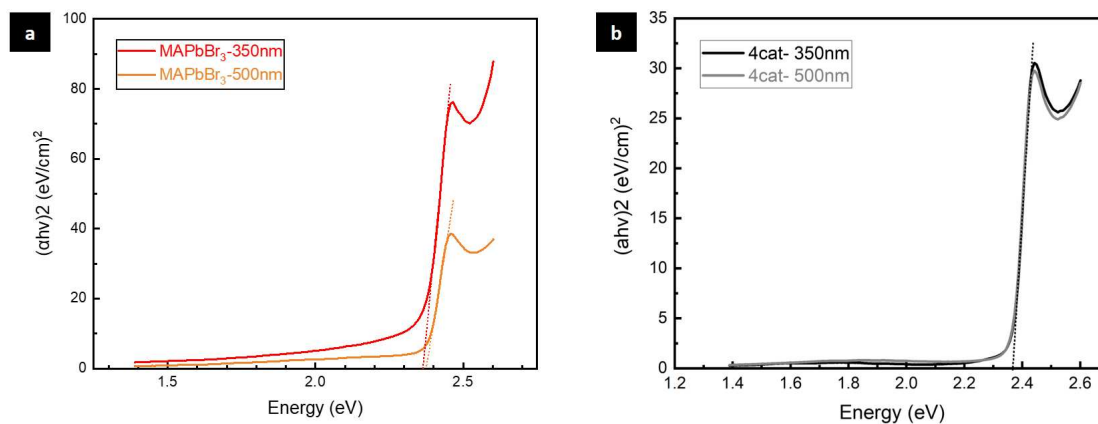 a
MAPbBr₃-350nm
MAPbBr₃-500nm
(αhv)2 (eV/cm)²
100
80
60
40
20
0
1.5 2.0 2.5
Energy (eV)
b
4cat- 350nm
4cat- 500nm
(ahv)2 (eV/cm)²
35
30
25
20
15
10
5
0
1.2 1.4 1.6 1.8 2.0 2.2 2.4 2.6
Energy (eV)